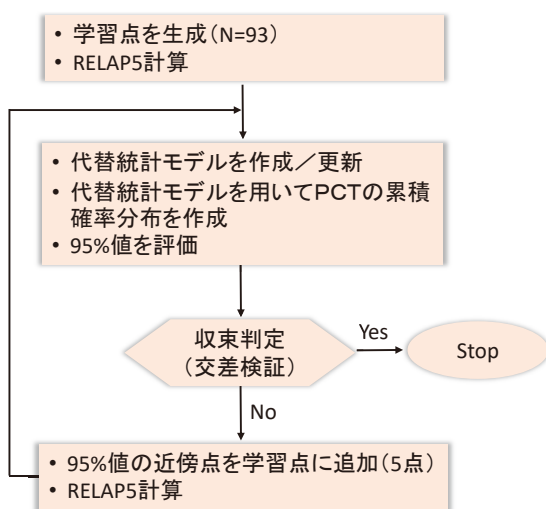 • 学習点を生成(N=93)
• RELAP5計算
• 代替統計モデルを作成/更新
• 代替統計モデルを用いてPCTの累積
確率分布を作成
• 95%値を評価
収束判定
(交差検証)
Yes
Stop
No
• 95%値の近傍点を学習点に追加(5点)
• RELAP5計算